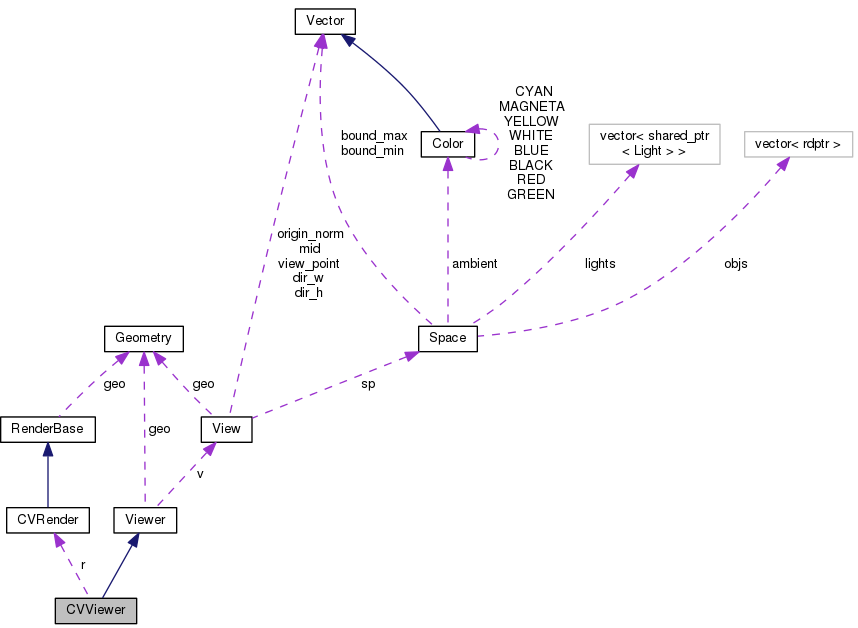 Vector
CYAN
MAGNETA
YELLOW
WHITE
BLUE
BLACK
RED
GREEN
bound_max
bound_min
Color
vector< shared_ptr
< Light > >
vector< rdptr >
origin_norm
mid
view_point
dir_w
dir_h
ambient
lights
objs
Geometry
Space
geo
geo
sp
RenderBase
geo
View
v
CVRender
Viewer
r
CVViewer